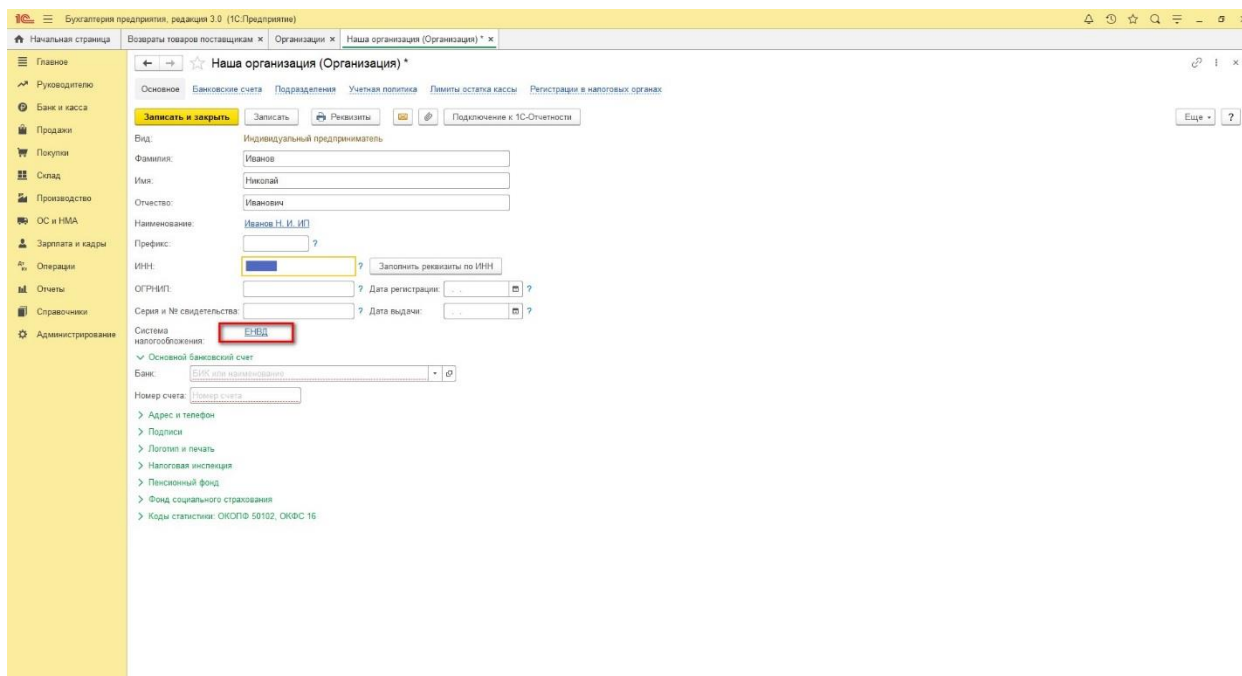 1С Бухгалтерия предприятия, редакция 3.0 (1С:Предприятие)
Начальная страница Возвраты товаров поставщикам × Организации × Наша организация (Организация) * ×
Главное
Руководителю
Банк и касса
Продажи
Покупки
Склад
Производство
ОС и НМА
Зарплата и кадры
Операции
Отчеты
Справочники
Администрирование
Наша организация (Организация) *
Основное Банковские счета Подразделения Учетная политика Лимиты остатка кассы Регистрации в налоговых органах
Записать и закрыть Записать Реквизиты Подключение к 1С-Отчетности Еще ?
Вид: Индивидуальный предприниматель
Фамилия: Иванов
Имя: Николай
Отчество: Иванович
Наименование: Иванов Н. И. ИП
Префикс: ?
ИНН: ? Заполнить реквизиты по ИНН
ОГРНИП: ? Дата регистрации: . . ?
Серия и № свидетельства: ? Дата выдачи: . . ?
Система
налогообложения: ЕНВД
Основной банковский счет
Банк: БИК или наименование
Номер счета: Номер счета
Адрес и телефон
Подписи
Логотип и печать
Налоговая инспекция
Пенсионный фонд
Фонд социального страхования
Коды статистики: ОКОПФ 50102, ОКФС 16